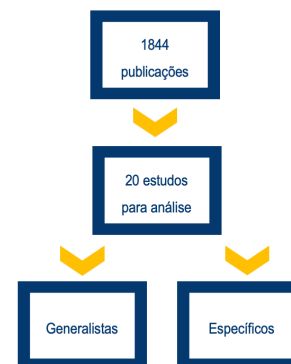 1844
publicações
20 estudos
para análise
Generalistas
Específicos